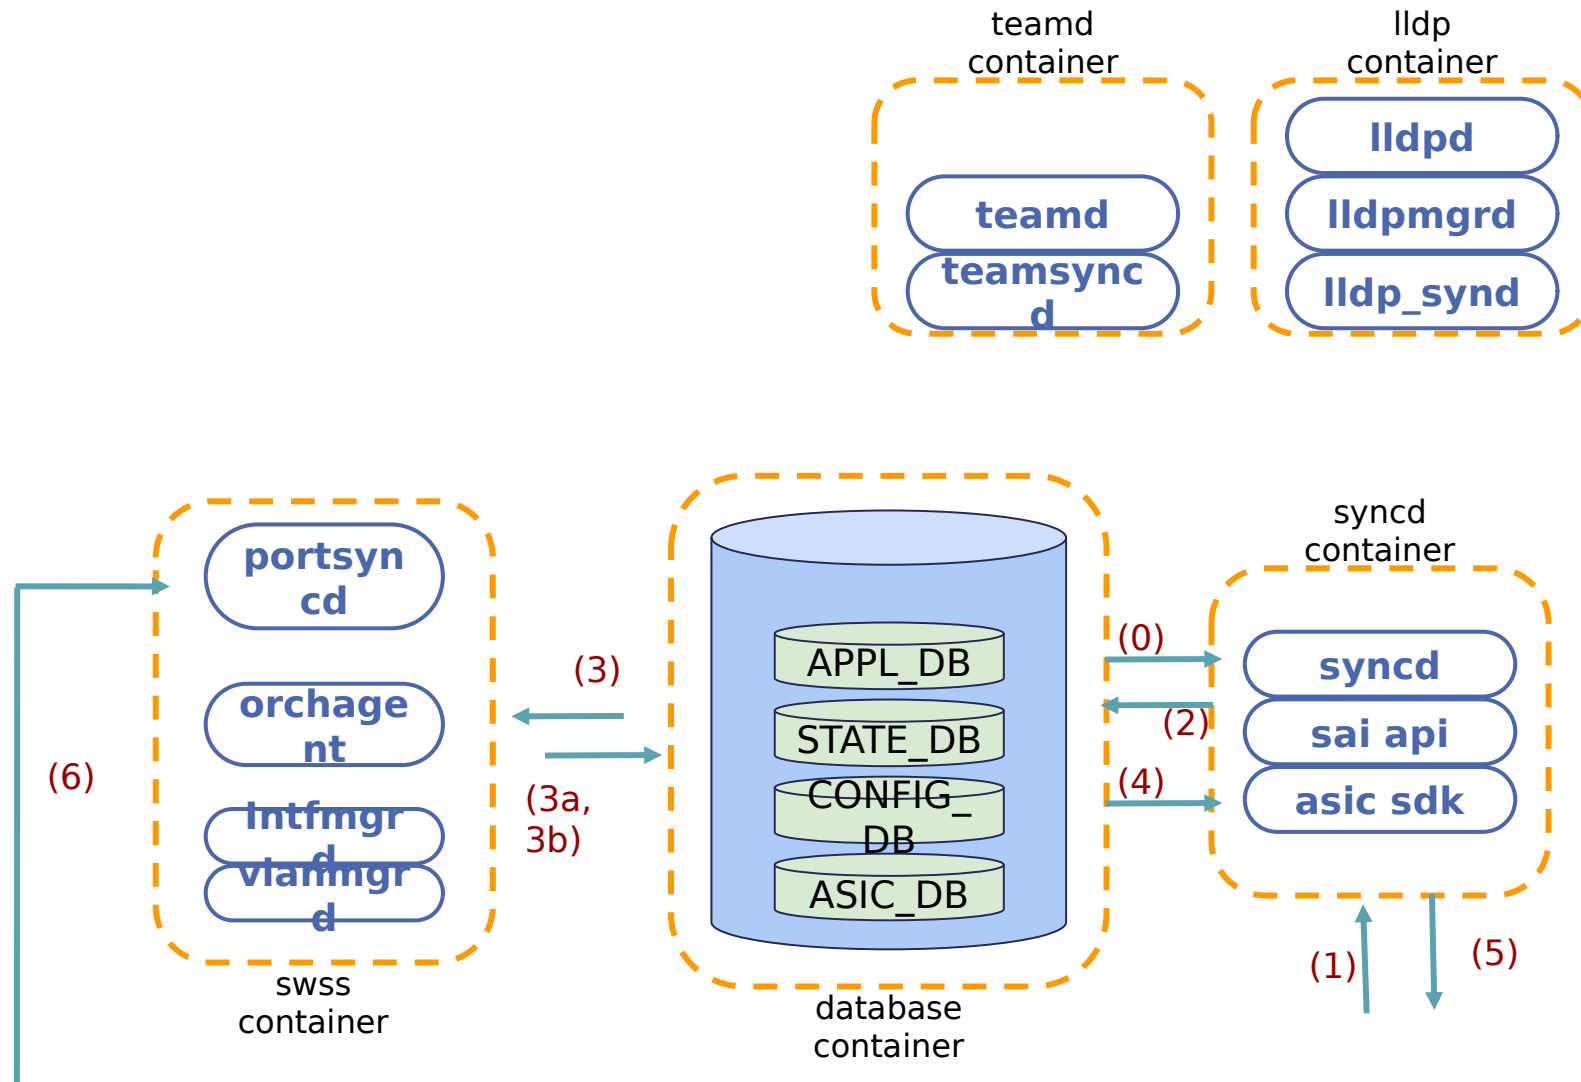 teamd
container
lldp
container
lldpd
teamd
lldpmgrd
teamsync
d
lldp_synd
syncd
container
portsyn
cd
(0)
APPL_DB
syncd
(3)
orchage
nt
STATE_DB
(2)
sai api
(6)
(3a,
3b)
CONFIG_
DB
(4)
asic sdk
Intfmgr
d
vlanmgr
d
ASIC_DB
(1)
(5)
swss
container
database
container